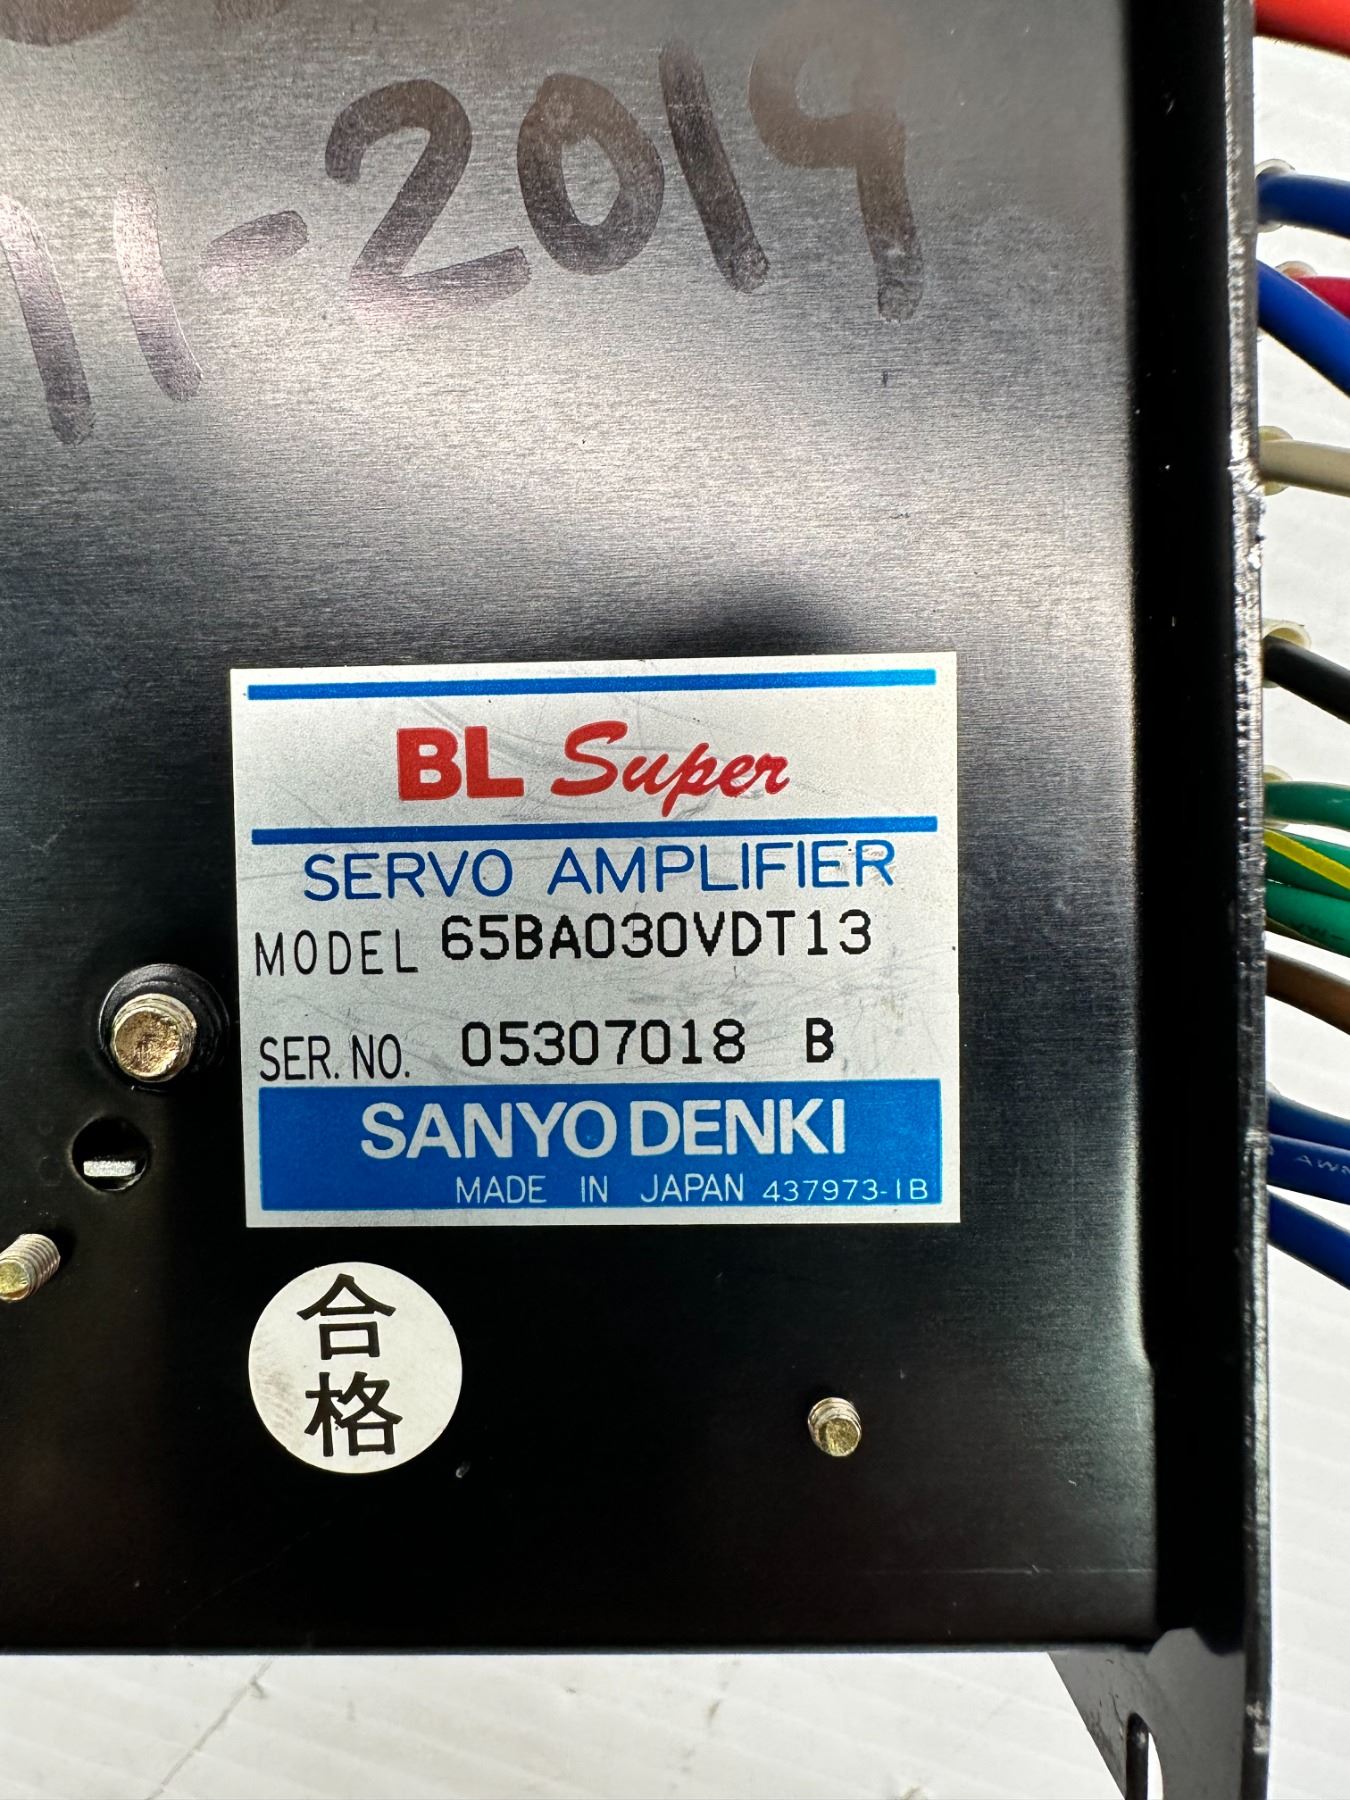 11-2019
BL Super
SERVO AMPLIFIER
MODEL 65BA030VDT13
SER. NO. 05307018 B
SANYO DENKI
MADE IN JAPAN 437973-1B
合
格